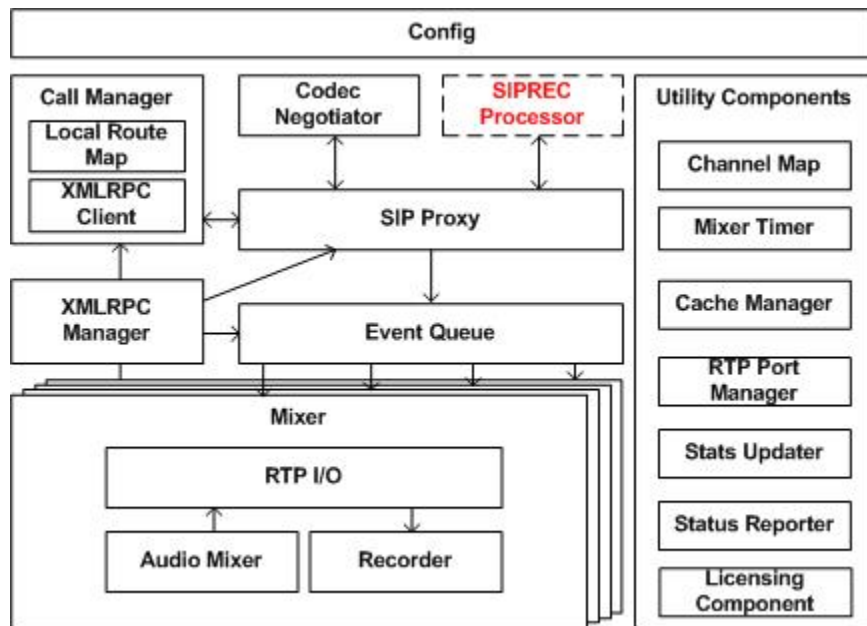 Config
Call Manager
Local Route
Map
XMLRPC
Client
Codec
Negotiator
SIPREC
Processor
SIP Proxy
XMLRPC
Manager
Event Queue
Mixer
RTP I/O
Audio Mixer
Recorder
Utility Components
Channel Map
Mixer Timer
Cache Manager
RTP Port
Manager
Stats Updater
Status Reporter
Licensing
Component